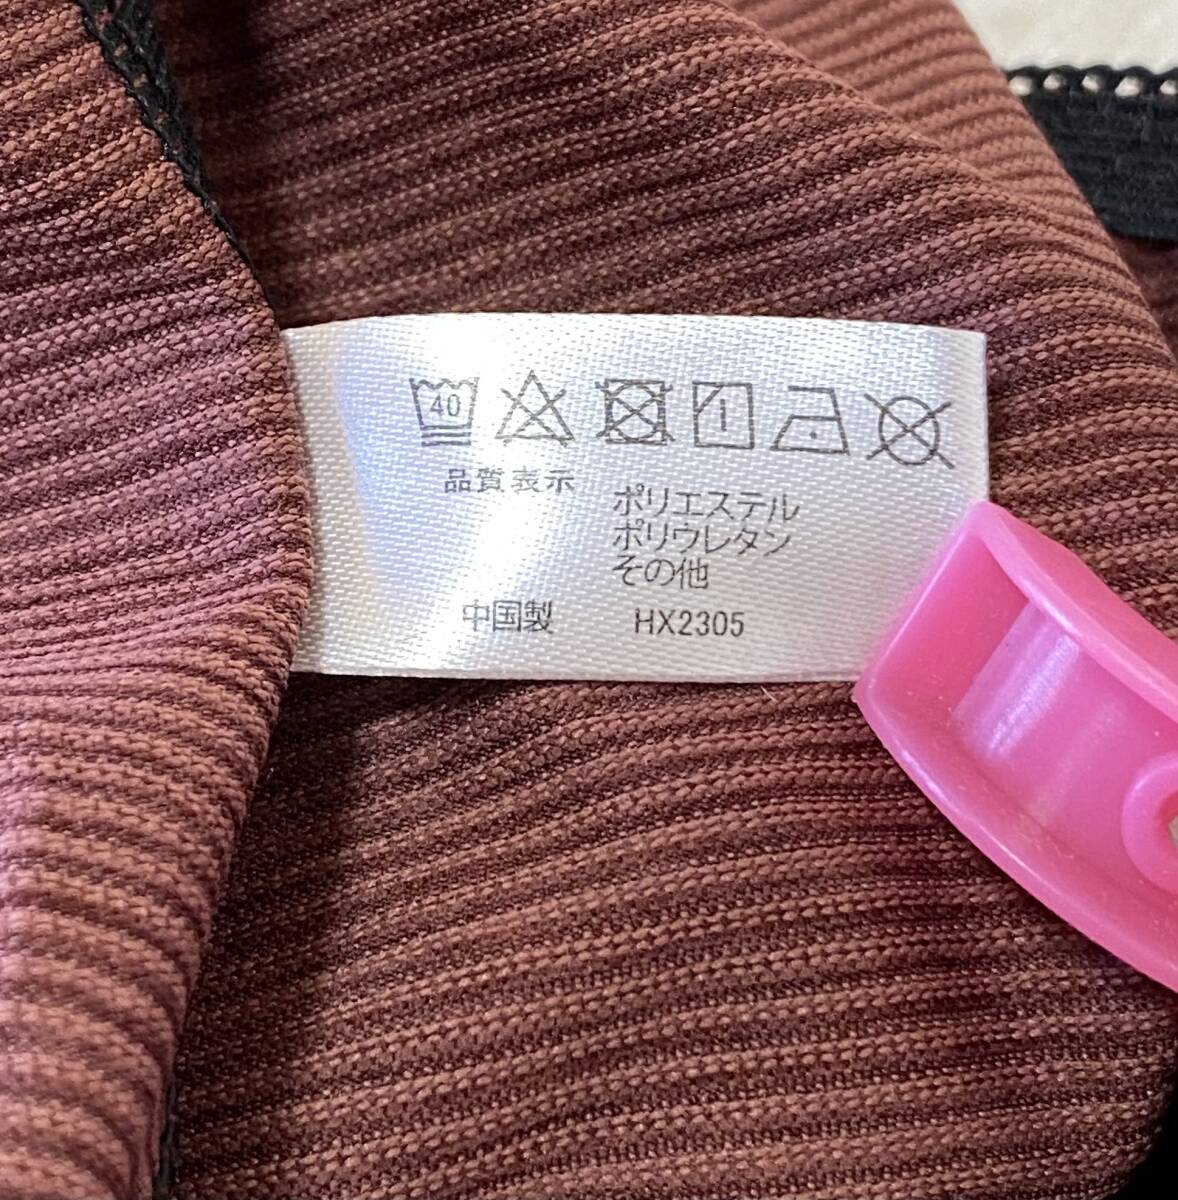 40
品質表示
ポリエステル
ポリウレタン
その他
中国製 HX2305